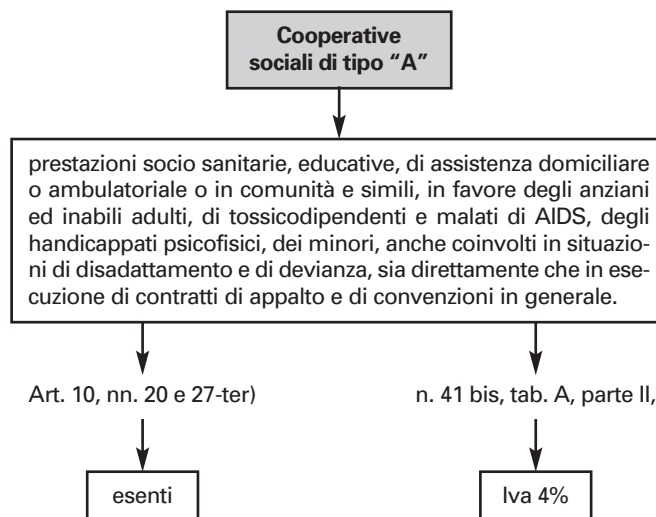 Cooperative
sociali di tipo “A”
prestazioni socio sanitarie, educative, di assistenza domiciliare
o ambulatoriale o in comunità e simili, in favore degli anziani
ed inabili adulti, di tossicodipendenti e malati di AIDS, degli
handicappati psicofisici, dei minori, anche coinvolti in situazio-
ni di disadattamento e di devianza, sia direttamente che in ese-
cuzione di contratti di appalto e di convenzioni in generale.
Art. 10, nn. 20 e 27-ter)
n. 41 bis, tab. A, parte II,
esenti
Iva 4%